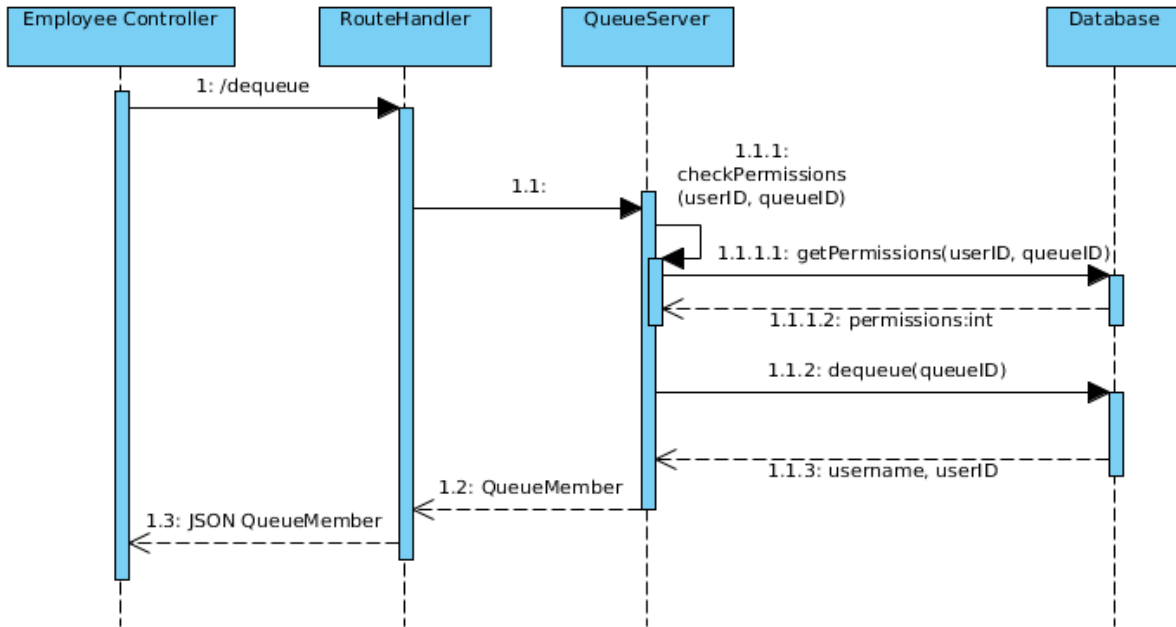 Employee Controller
RouteHandler
QueueServer
Database
1: /dequeue
1.1:
1.1.1:
checkPermissions
(userID, queueID)
1.1.1.1: getPermissions(userID, queueID)
1.1.1.2: permissions:int
1.1.2: dequeue(queueID)
1.1.3: username, userID
1.2: QueueMember
1.3: JSON QueueMember